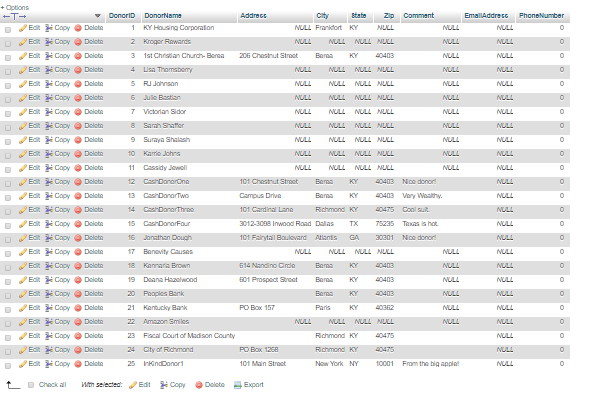 + Options
←T→ DonorID DonorName Address City State Zip Comment EmailAddress PhoneNumber
Edit Copy Delete 1 KY Housing Corporation NULL Frankfort KY NULL NULL NULL 0
Edit Copy Delete 2 Kroger Rewards NULL NULL NULL NULL NULL NULL 0
Edit Copy Delete 3 1st Christian Church- Berea 206 Chestnut Street Berea KY 40403 NULL NULL 0
Edit Copy Delete 4 Lisa Thornsberry NULL NULL NULL NULL NULL NULL 0
Edit Copy Delete 5 RJ Johnson NULL NULL NULL NULL NULL NULL 0
Edit Copy Delete 6 Julie Bastian NULL NULL NULL NULL NULL NULL 0
Edit Copy Delete 7 Victorian Sidor NULL NULL NULL NULL NULL NULL 0
Edit Copy Delete 8 Sarah Shaffer NULL NULL NULL NULL NULL NULL 0
Edit Copy Delete 9 Suraya Shalash NULL NULL NULL NULL NULL NULL 0
Edit Copy Delete 10 Karrie Johns NULL NULL NULL NULL NULL NULL 0
Edit Copy Delete 11 Cassidy Jewell NULL NULL NULL NULL NULL NULL 0
Edit Copy Delete 12 CashDonorOne 101 Chestnut Street Berea KY 40403 Nice donor! NULL 0
Edit Copy Delete 13 CashDonorTwo Campus Drive Berea KY 40403 Very Wealthy. NULL 0
Edit Copy Delete 14 CashDonorThree 101 Cardinal Lane Richmond KY 40475 Cool suit. NULL 0
Edit Copy Delete 15 CashDonorFour 3012-3098 Inwood Road Dallas TX 75235 Texas is hot. NULL 0
Edit Copy Delete 16 Jonathan Dough 101 Fairytail Boulevard Atlantis GA 30301 Nice donor! NULL 0
Edit Copy Delete 17 Benevity Causes NULL NULL NULL NULL NULL NULL 0
Edit Copy Delete 18 Kennaria Brown 614 Nandino Circle Berea KY 40403 NULL NULL 0
Edit Copy Delete 19 Deana Hazelwood 601 Prospect Street Berea KY 40403 NULL NULL 0
Edit Copy Delete 20 Peoples Bank Berea KY 40403 NULL NULL 0
Edit Copy Delete 21 Kentucky Bank PO Box 157 Paris KY 40362 NULL NULL 0
Edit Copy Delete 22 Amazon Smiles NULL NULL NULL NULL NULL NULL 0
Edit Copy Delete 23 Fiscal Court of Madison County Richmond KY 40475 NULL 0
Edit Copy Delete 24 City of Richmond PO Box 1268 Richmond KY 40475 NULL 0
Edit Copy Delete 25 InKindDonor1 101 Main Street New York NY 10001 From the big apple! NULL 0
Check all With selected: Edit Copy Delete Export